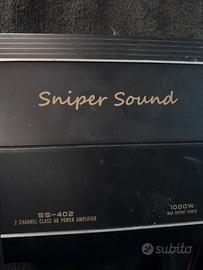 Sniper Sound
SS-402
2 CHANNEL CLASS AB POWER AMPLIFIER
1000W
MAX OUTPUT POWER
subito